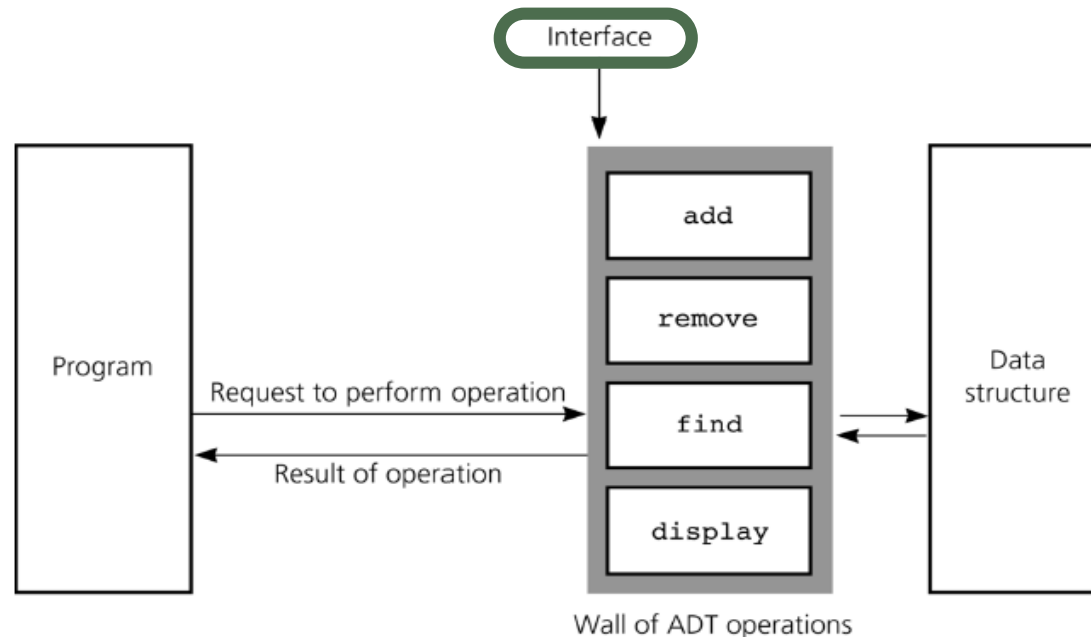 Interface
add
remove
Program
Data
structure
Request to perform operation
find
Result of operation
display
Wall of ADT operations